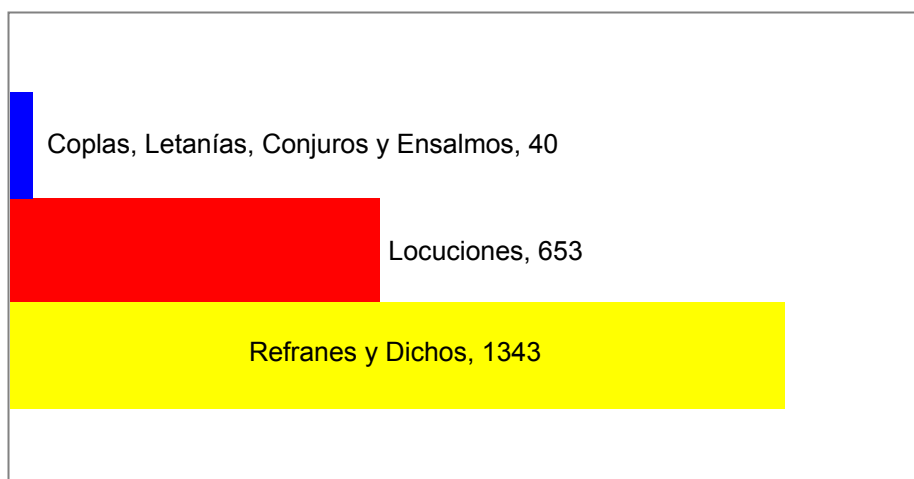 Coplas, Letanías, Conjuros y Ensalmos, 40
Locuciones, 653
Refranes y Dichos, 1343